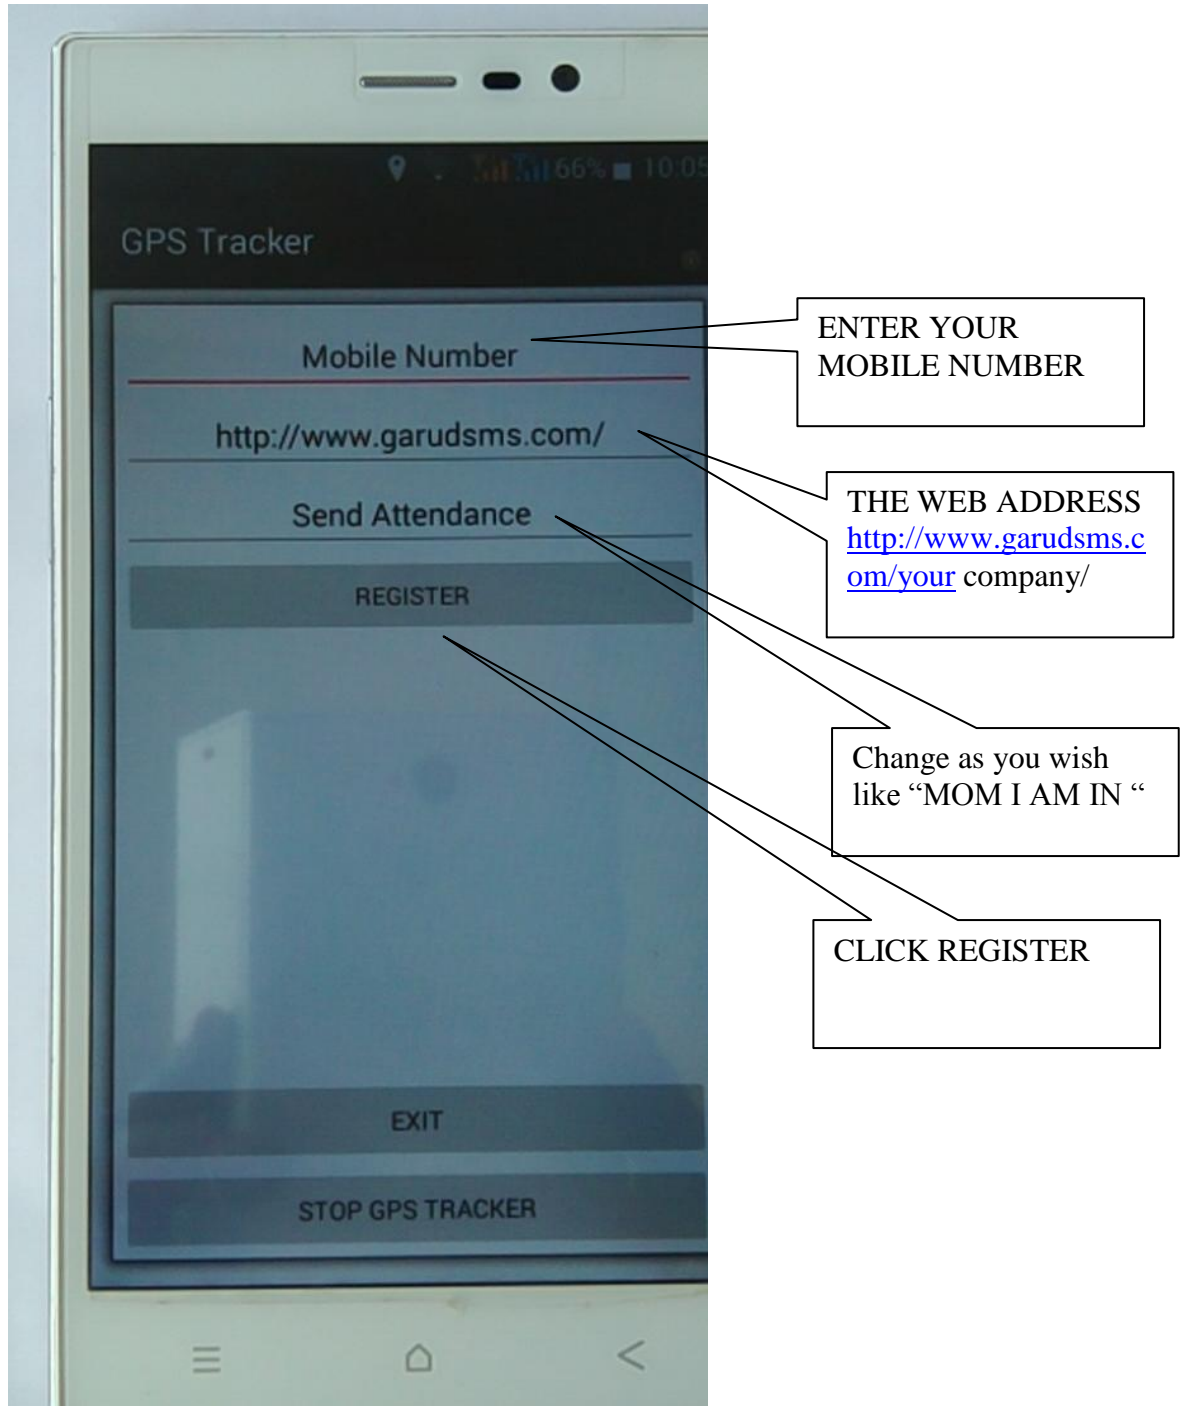 66% 10:05
GPS Tracker
Mobile Number
http://www.garudsms.com/
Send Attendance
REGISTER
EXIT
STOP GPS TRACKER
ENTER YOUR
MOBILE NUMBER
THE WEB ADDRESS
http://www.garudsms.c
om/your company/
Change as you wish
like “MOM I AM IN “
CLICK REGISTER